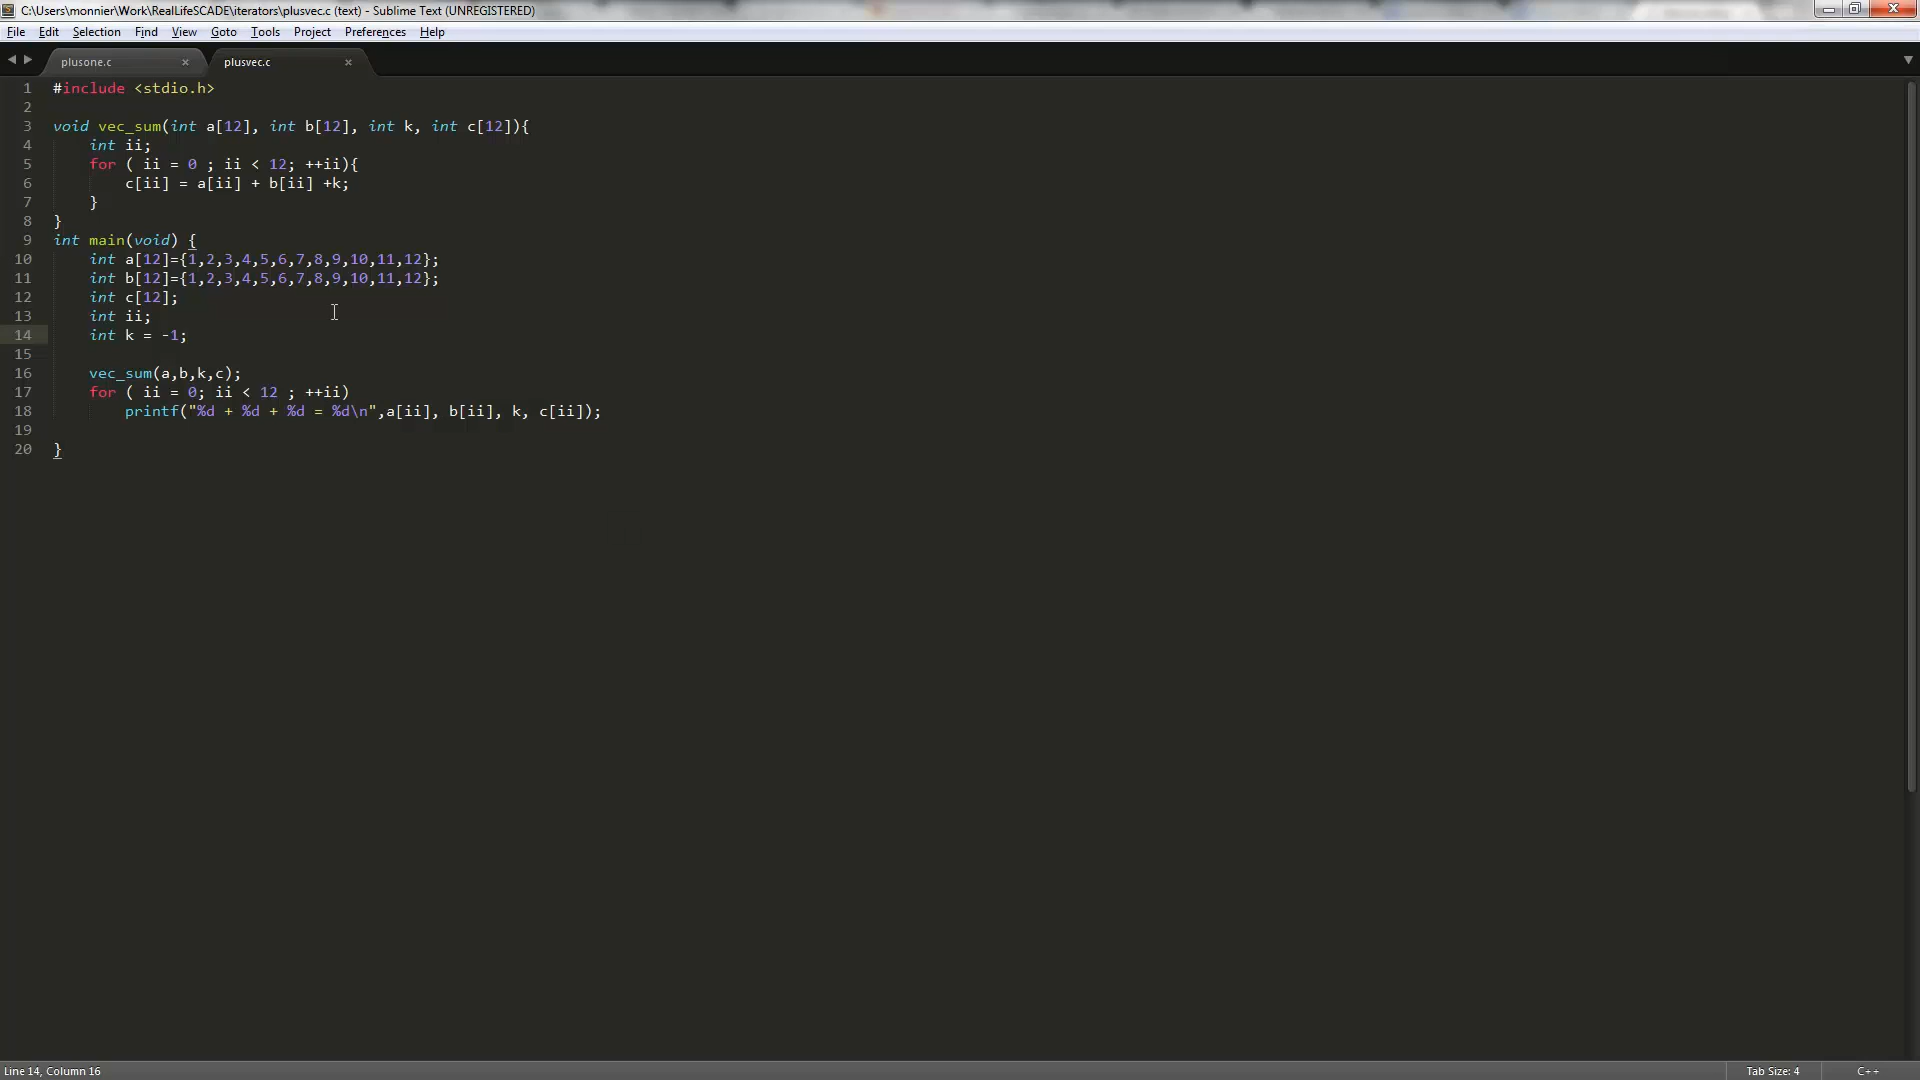 C:\Users\monnier\Work\RealLifeSCADE\iterators\plusvec.c (text) - Sublime Text (UNREGISTERED)
File Edit Selection Find View Goto Tools Project Preferences Help
plusone.c × plusvec.c ×
1 #include <stdio.h>
2
3 void vec_sum(int a[12], int b[12], int k, int c[12]){
4     int ii;
5     for ( ii = 0 ; ii < 12; ++ii){
6         c[ii] = a[ii] + b[ii] +k;
7     }
8 }
9 int main(void) {
10     int a[12]={1,2,3,4,5,6,7,8,9,10,11,12};
11     int b[12]={1,2,3,4,5,6,7,8,9,10,11,12};
12     int c[12];
13     int ii;
14     int k = -1;
15
16     vec_sum(a,b,k,c);
17     for ( ii = 0; ii < 12 ; ++ii)
18         printf("%d + %d + %d = %d\n",a[ii], b[ii], k, c[ii]);
19
20 }
Line 14, Column 16 Tab Size: 4 C++